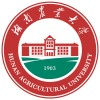 湖南農業大學
1903
HUNAN AGRICULTURAL UNIVERSITY